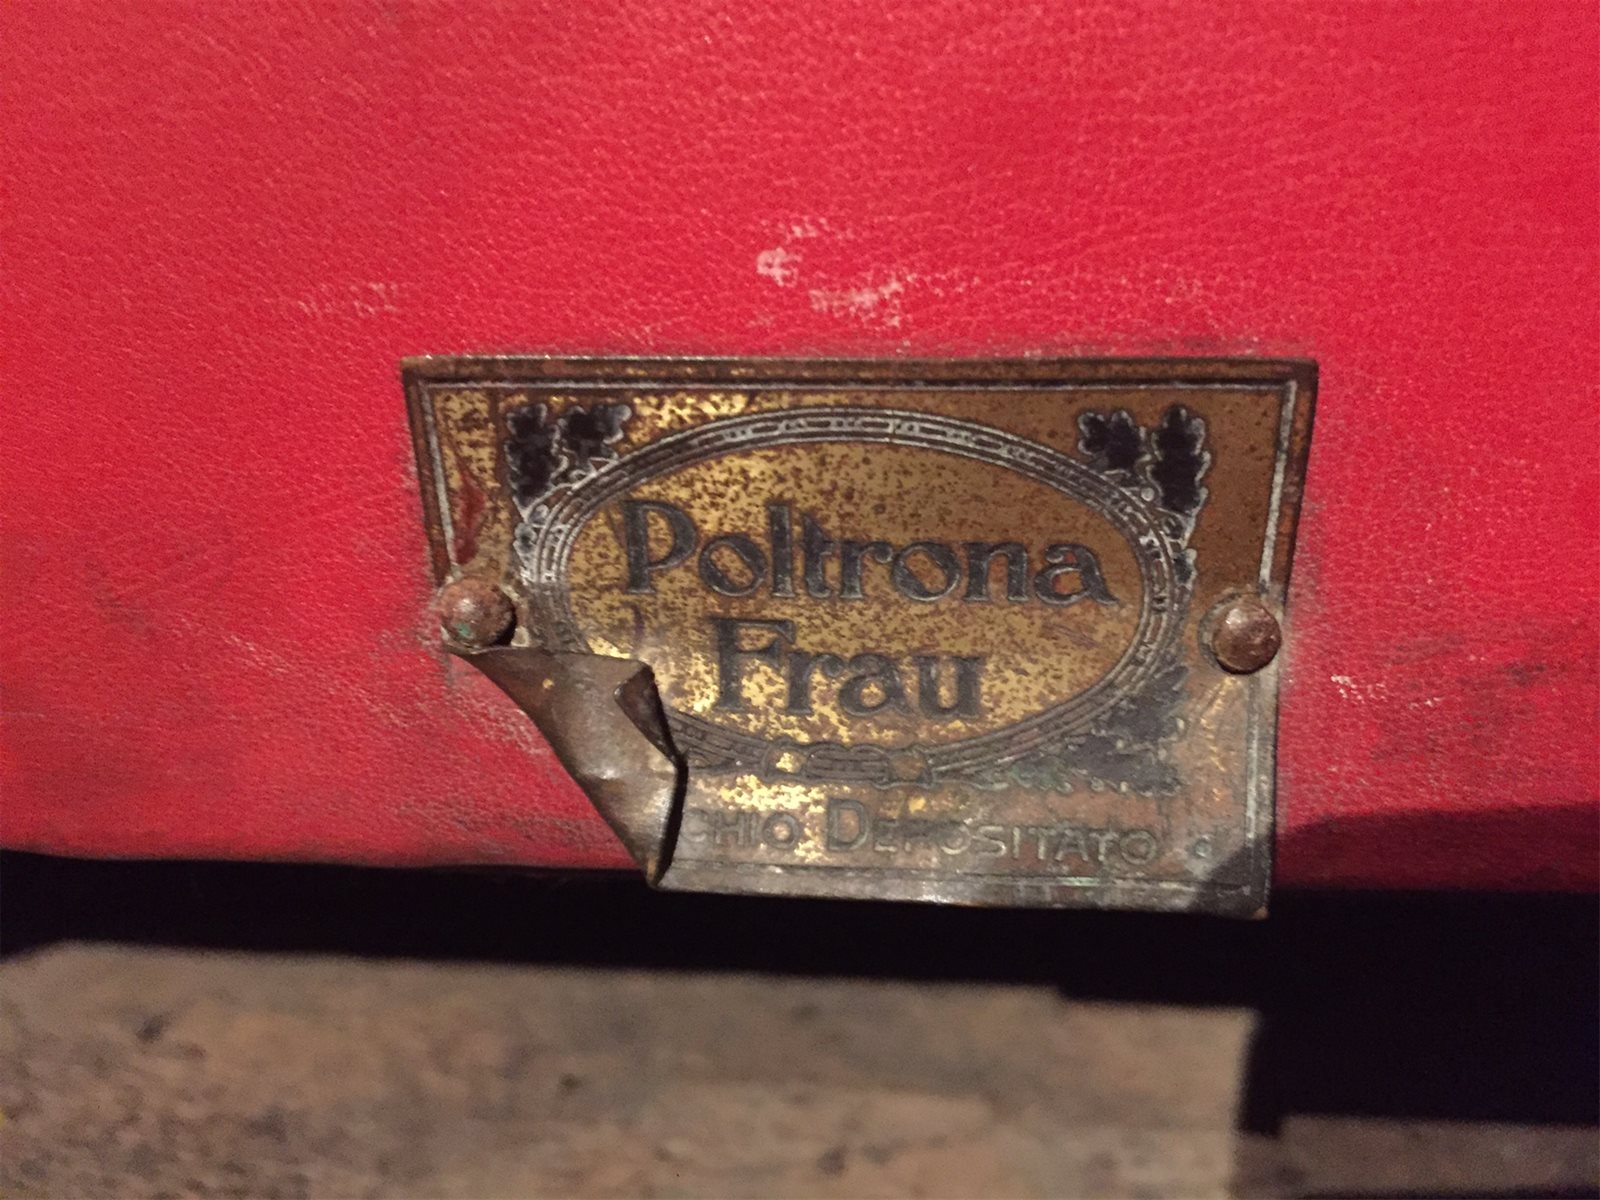 Poltrona
Frau
CHIO DEPOSITATO